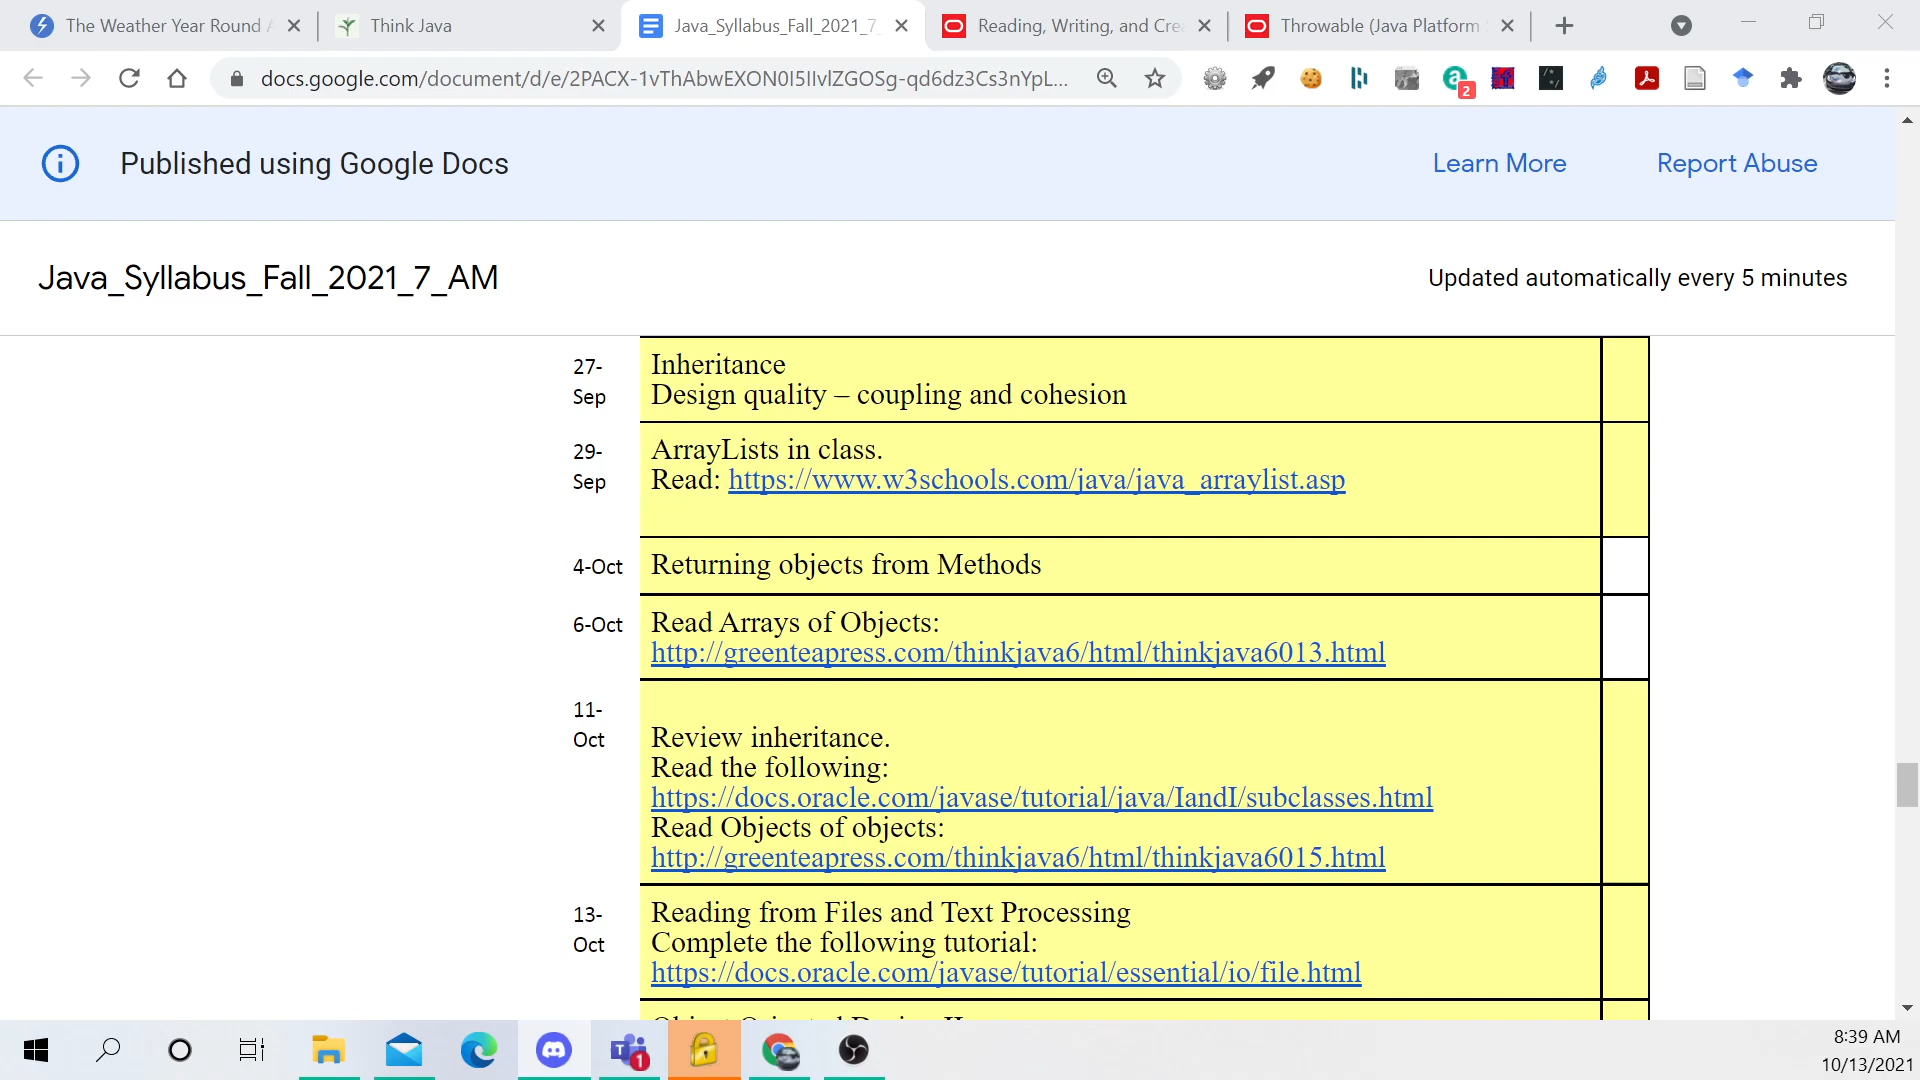 The Weather Year Round A
Think Java
Java_Syllabus_Fall_2021_7_
Reading, Writing, and Crea
Throwable (Java Platform S
docs.google.com/document/d/e/2PACX-1vThAbwEXON0I5IIvlZGOSg-qd6dz3Cs3nYpL...
2
Published using Google Docs
Learn More
Report Abuse
Java_Syllabus_Fall_2021_7_AM
Updated automatically every 5 minutes
27-
Sep
Inheritance
Design quality – coupling and cohesion
29-
Sep
ArrayLists in class.
Read: https://www.w3schools.com/java/java_arraylist.asp
4-Oct
Returning objects from Methods
6-Oct
Read Arrays of Objects:
http://greenteapress.com/thinkjava6/html/thinkjava6013.html
11-
Oct
Review inheritance.
Read the following:
https://docs.oracle.com/javase/tutorial/java/IandI/subclasses.html
Read Objects of objects:
http://greenteapress.com/thinkjava6/html/thinkjava6015.html
13-
Oct
Reading from Files and Text Processing
Complete the following tutorial:
https://docs.oracle.com/javase/tutorial/essential/io/file.html
1
8:39 AM
10/13/2021